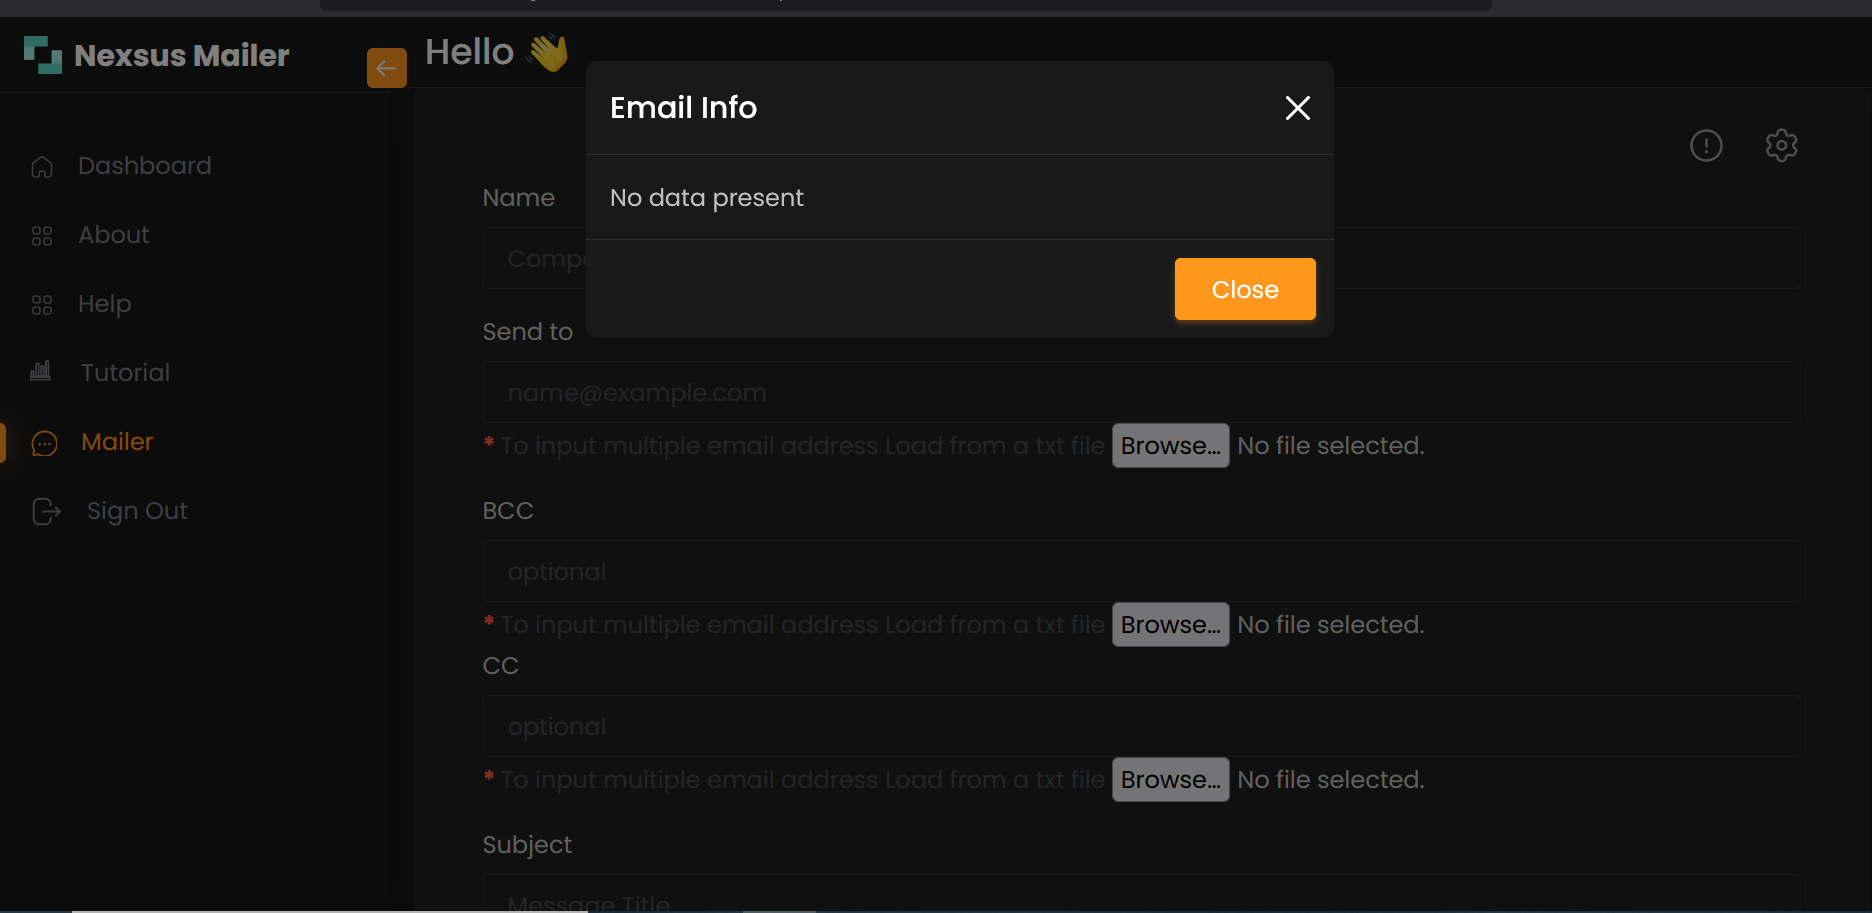 Nexsus Mailer
Hello 👋
Email Info
No data present
Close
Dashboard
About
Help
Tutorial
Mailer
Sign Out
Name
Send to
name@example.com
* To input multiple email address Load from a txt file Browse... No file selected.
BCC
optional
* To input multiple email address Load from a txt file Browse... No file selected.
CC
optional
* To input multiple email address Load from a txt file Browse... No file selected.
Subject
Message Title